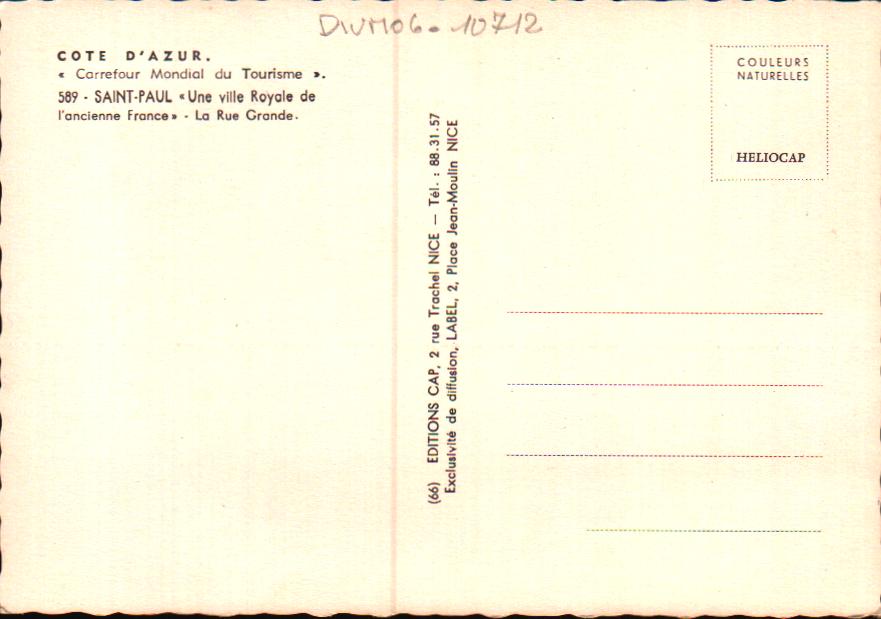 DIVM06. 10712
COTE D'AZUR.
« Carrefour Mondial du Tourisme ».
589 - SAINT-PAUL «Une ville Royale de
l'ancienne France» - La Rue Grande.
(66) EDITIONS CAP, 2 rue Trachel NICE — Tél. : 88.31.57
Exclusivité de diffusion, LABEL, 2, Place Jean-Moulin NICE
COULEURS
NATURELLES
HELIOCAP